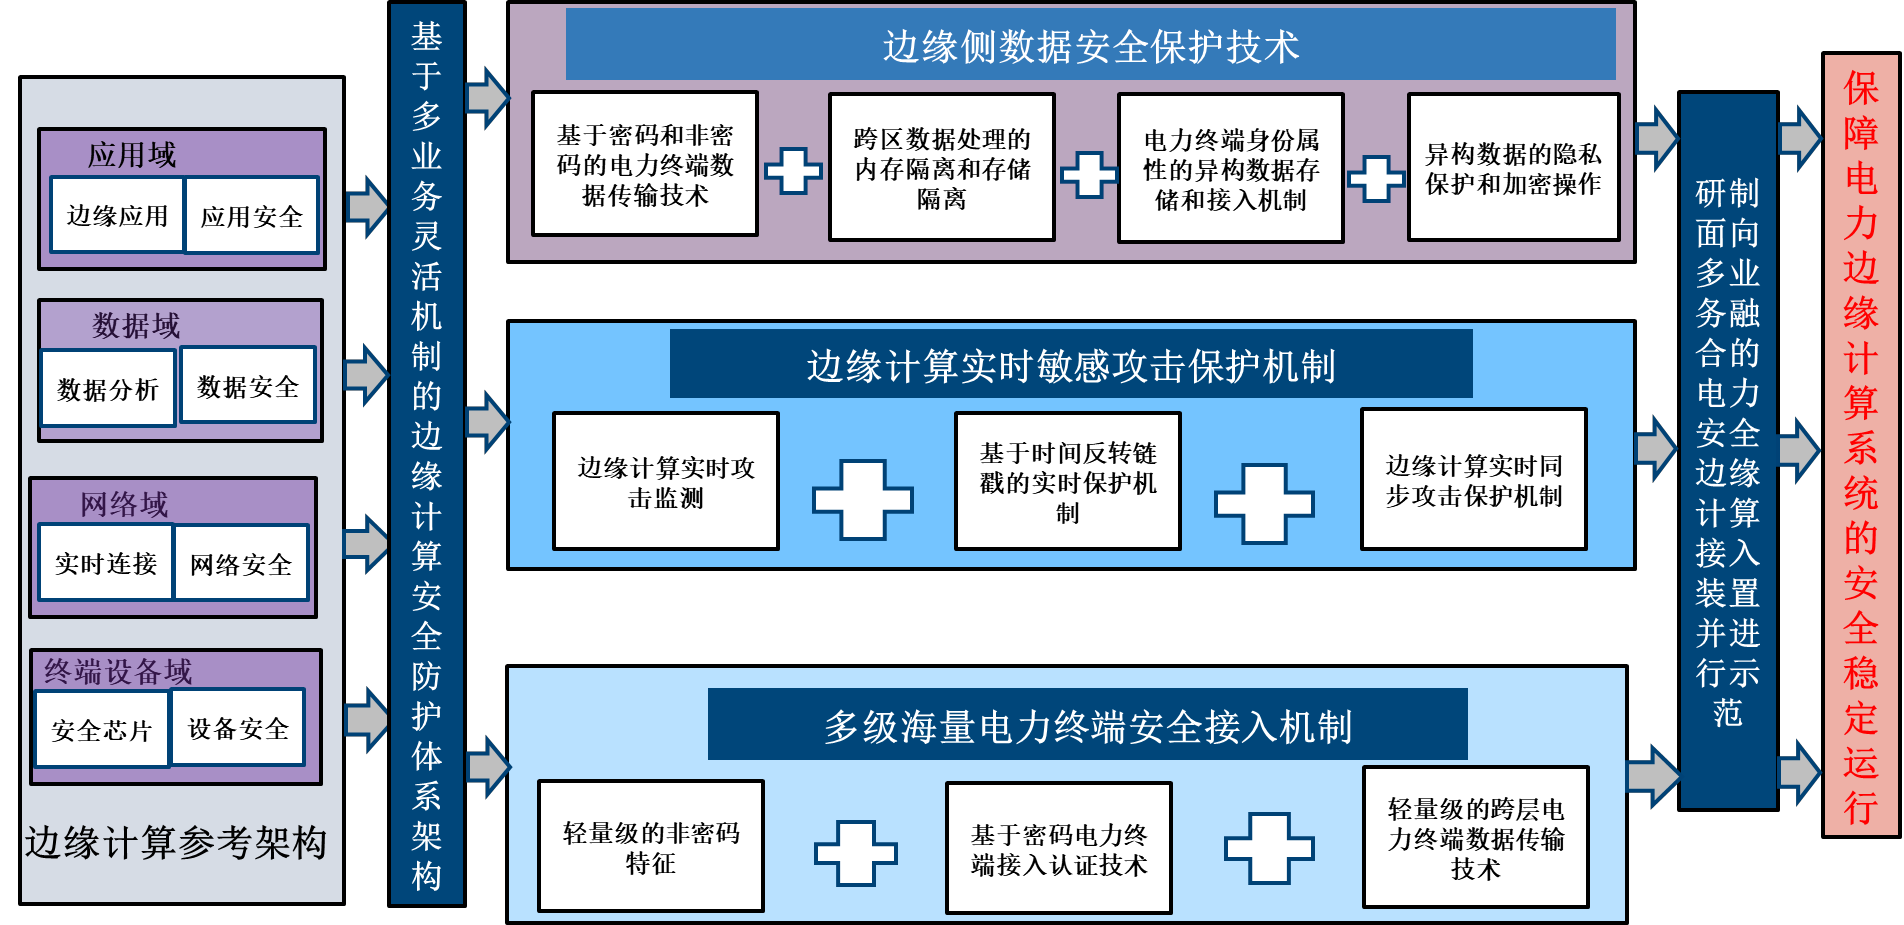 应用域
边缘应用
应用安全
数据域
数据分析
数据安全
网络域
实时连接
网络安全
终端设备域
安全芯片
设备安全
边缘计算参考架构
基于多业务灵活机制的边缘计算安全防护体系架构
边缘侧数据安全保护技术
基于密码和非密
码的电力终端数
据传输技术
跨区数据处理的
内存隔离和存储
隔离
电力终端身份属
性的异构数据存
储和接入机制
异构数据的隐私
保护和加密操作
边缘计算实时敏感攻击保护机制
边缘计算实时攻
击监测
基于时间反转链
戳的实时保护机
制
边缘计算实时同
步攻击保护机制
多级海量电力终端安全接入机制
轻量级的非密码
特征
基于密码电力终
端接入认证技术
轻量级的跨层电
力终端数据传输
技术
研制
面向
多业
务融
合的
电力
安全
边缘
计算
接入
装置
并进
行示
范
保障电力边缘计算系统的安全稳定运行